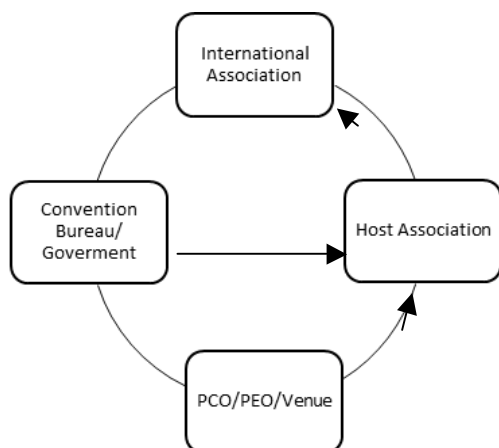 International
Association
Convention
Bureau/
Goverment
Host Association
PCO/PEO/Venue